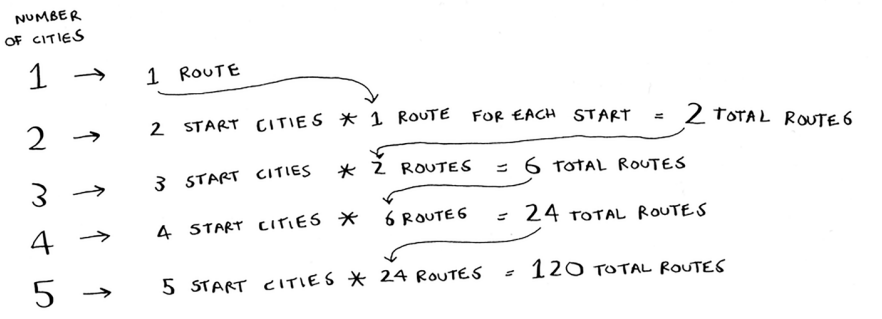 NUMBER
OF CITIES
1 → 1 ROUTE
2 → 2 START CITIES * 1 ROUTE FOR EACH START = 2 TOTAL ROUTES
3 → 3 START CITIES * 2 ROUTES = 6 TOTAL ROUTES
4 → 4 START CITIES * 6 ROUTES = 24 TOTAL ROUTES
5 → 5 START CITIES * 24 ROUTES = 120 TOTAL ROUTES